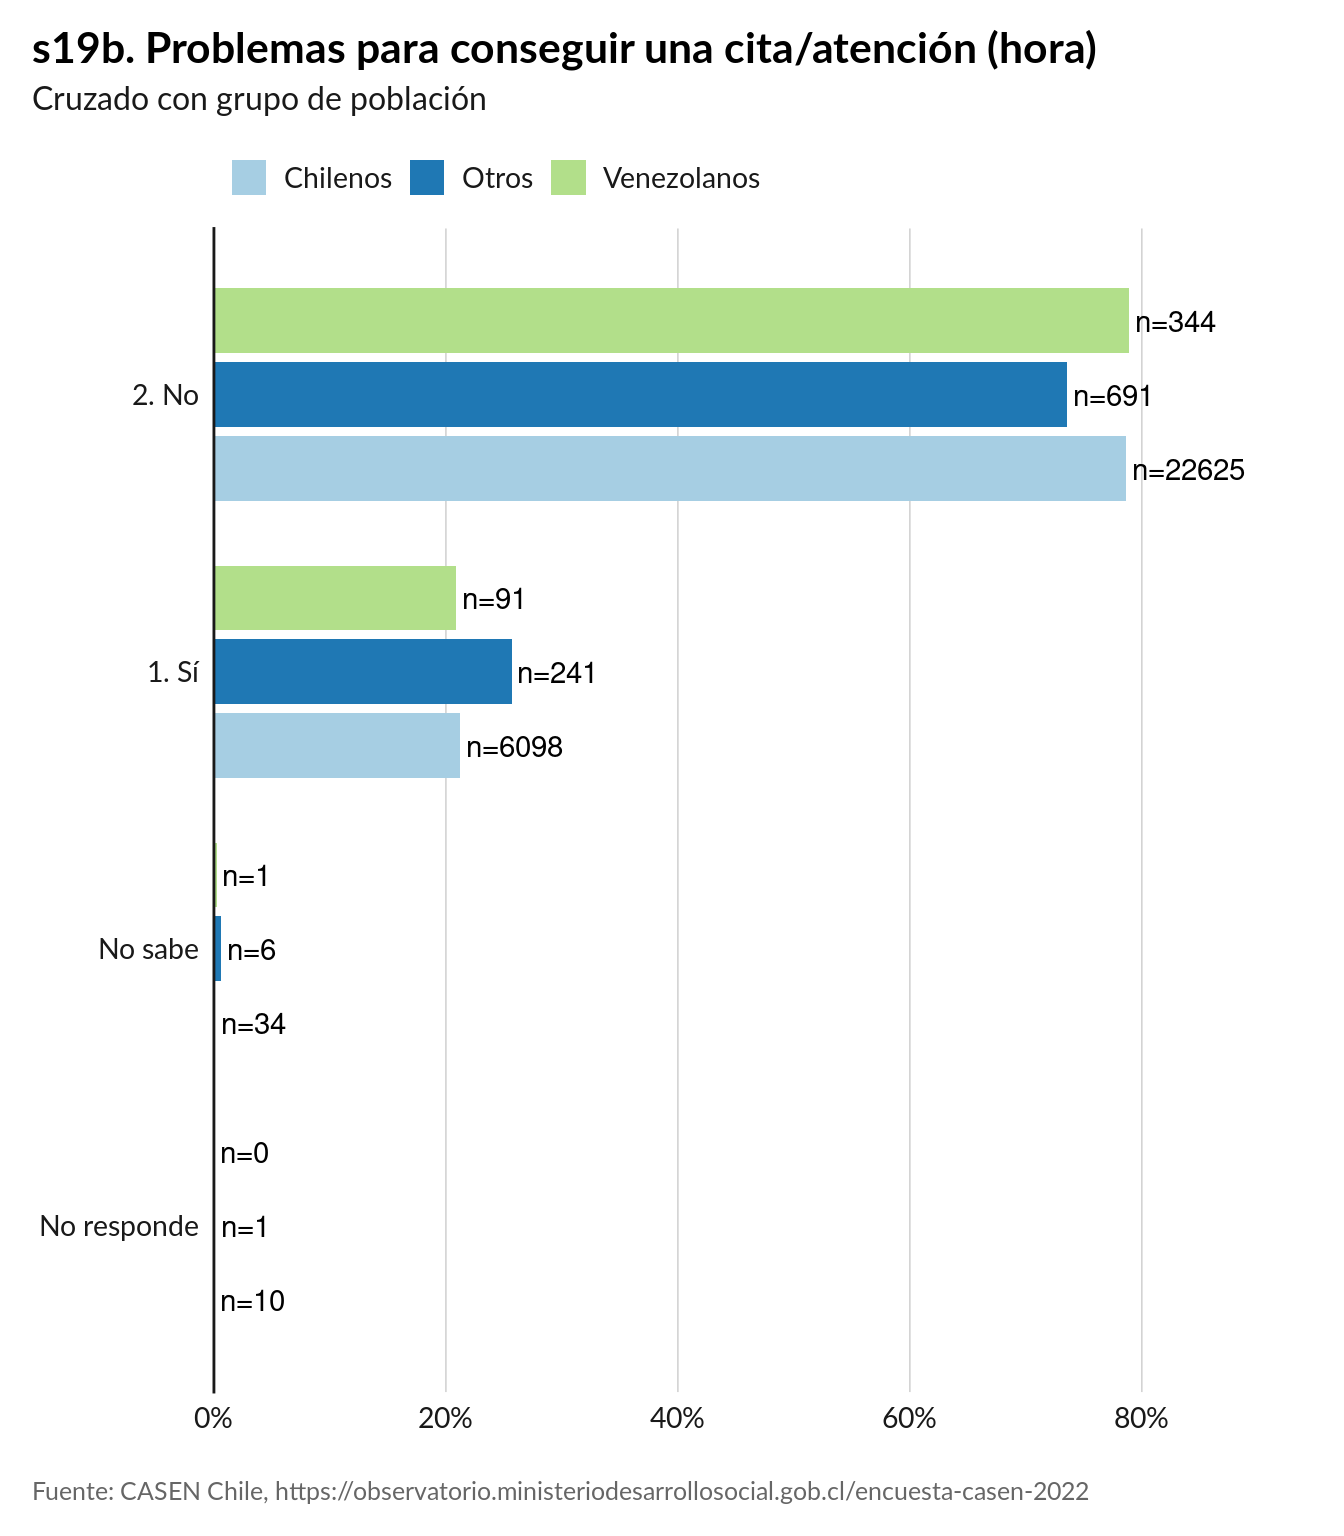 s19b. Problemas para conseguir una cita/atención (hora)
Cruzado con grupo de población
Chilenos Otros Venezolanos
n=344
2. No n=691
n=22625
n=91
1. Sí n=241
n=6098
n=1
No sabe n=6
n=34
n=0
No responde n=1
n=10
0% 20% 40% 60% 80%
Fuente: CASEN Chile, https://observatorio.ministeriodesarrollosocial.gob.cl/encuesta-casen-2022